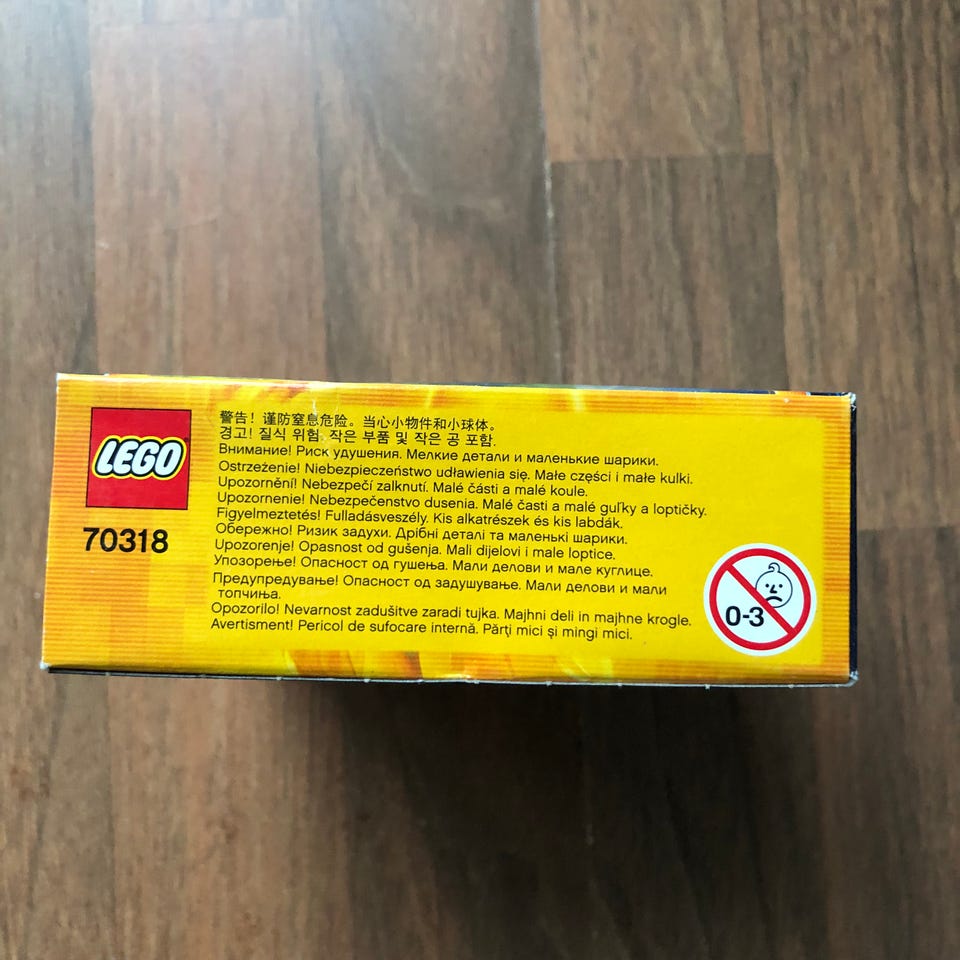 LEGO
70318
警告！谨防窒息危险。当心小物件和小球体。
경고! 질식 위험. 작은 부품 및 작은 공 포함.
Внимание! Риск удушения. Мелкие детали и маленькие шарики.
Ostrzeżenie! Niebezpieczeństwo udławienia się. Małe części i małe kulki.
Upozornění! Nebezpečí zalknutí. Malé části a malé koule.
Upozornenie! Nebezpečenstvo dusenia. Malé časti a malé guľky a loptičky.
Figyelmeztetés! Fulladásveszély. Kis alkatrészek és kis labdák.
Обережно! Ризик задухи. Дрібні деталі та маленькі шарики.
Upozorenje! Opasnost od gušenja. Mali dijelovi i male loptice.
Упозорење! Опасност од гушења. Мали делови и мале куглице.
Предупредување! Опасност од задушување. Мали делови и мали
топчиња.
Opozorilo! Nevarnost zadušitve zaradi tujka. Majhni deli in majhne krogle.
Avertisment! Pericol de sufocare internă. Părţi mici şi mingi mici.
0-3